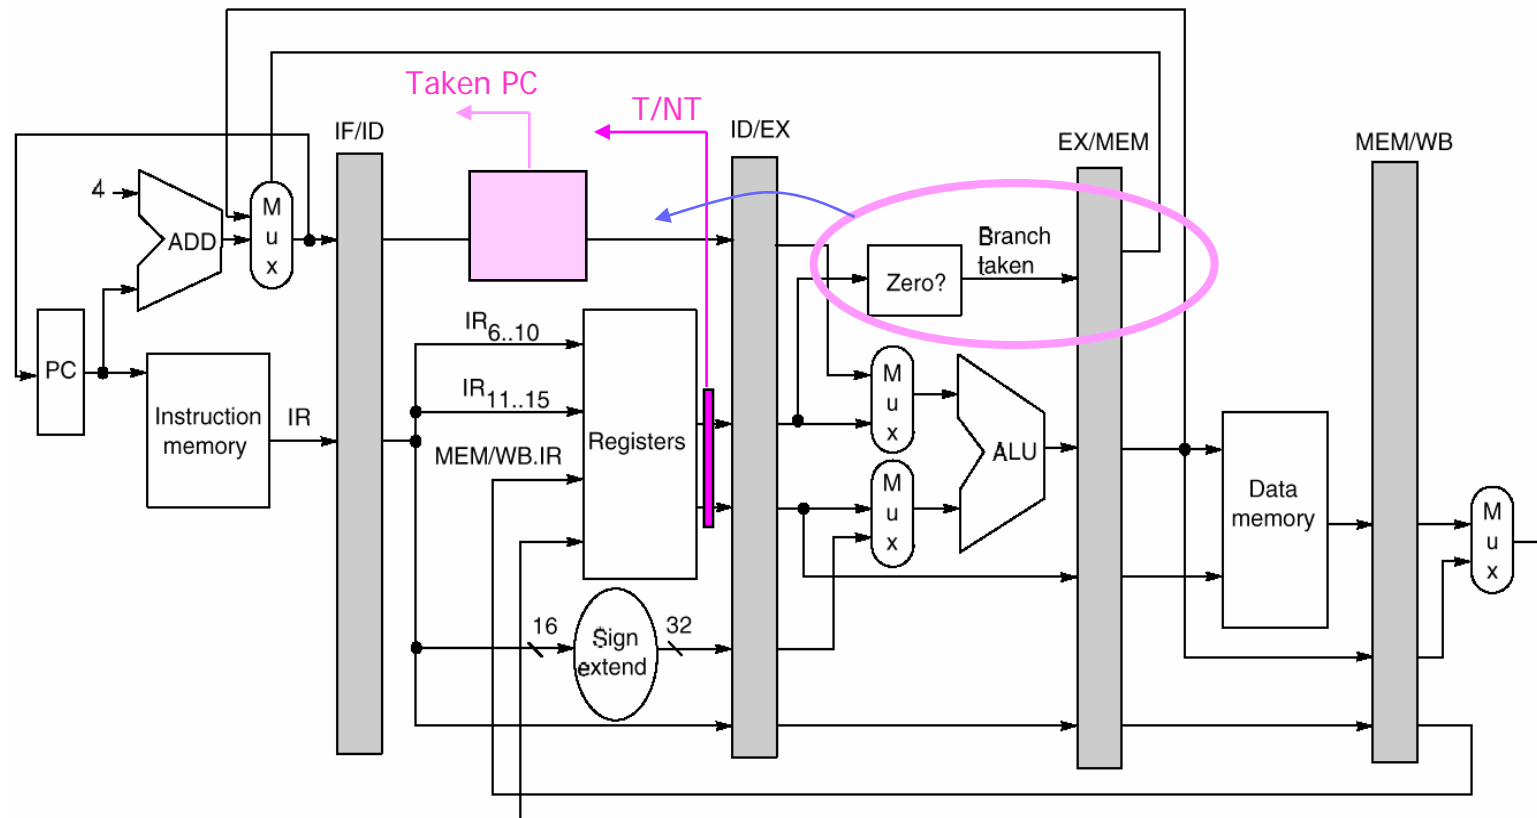 Taken PC
T/NT
IF/ID
ID/EX
EX/MEM
MEM/WB
4
ADD
M
u
x
Branch
taken
Zero?
PC
Instruction
memory
IR
IR6..10
IR11..15
MEM/WB.IR
Registers
M
u
x
M
u
x
ALU
Data
memory
M
u
x
16
Sign
extend
32